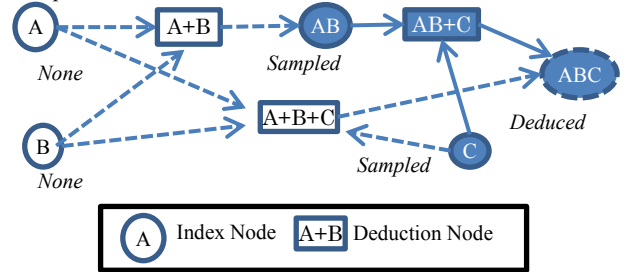 A
A+B
AB
AB+C
ABC
None
Sampled
A+B+C
Deduced
B
Sampled
C
None
A Index Node A+B Deduction Node